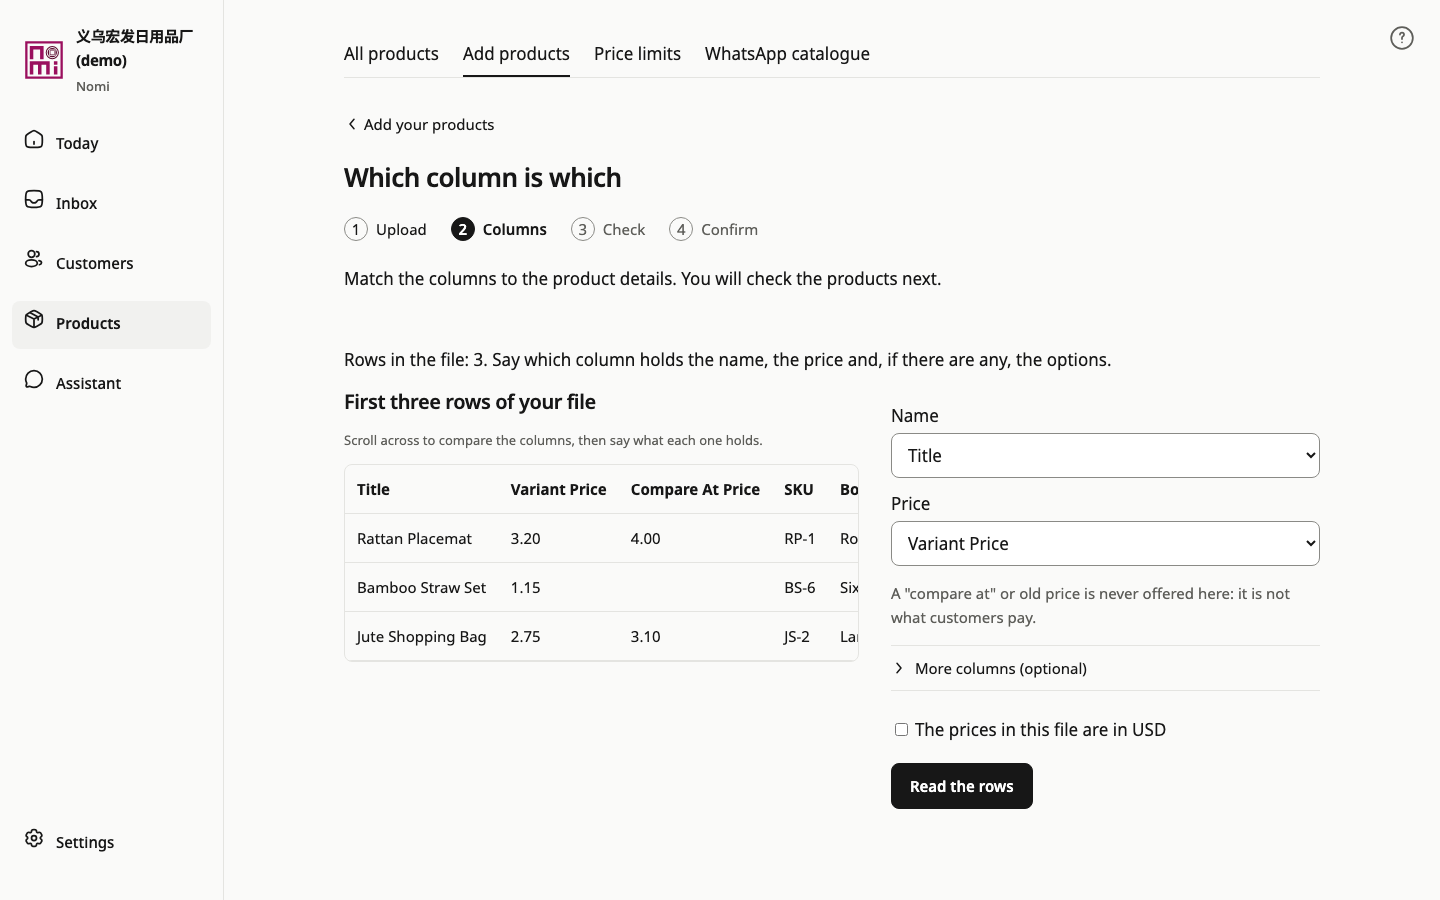 义乌宏发日用品厂
(demo)
Nomi
Today
Inbox
Customers
Products
Assistant
Settings
All products
Add products
Price limits
WhatsApp catalogue
Add your products
Which column is which
1 Upload
2 Columns
3 Check
4 Confirm
Match the columns to the product details. You will check the products next.
Rows in the file: 3. Say which column holds the name, the price and, if there are any, the options.
First three rows of your file
Scroll across to compare the columns, then say what each one holds.
Title Variant Price Compare At Price SKU Bo
Rattan Placemat 3.20 4.00 RP-1 Ro
Bamboo Straw Set 1.15 BS-6 Six
Jute Shopping Bag 2.75 3.10 JS-2 Lar
Name
Title
Price
Variant Price
A "compare at" or old price is never offered here: it is not
what customers pay.
More columns (optional)
The prices in this file are in USD
Read the rows
?